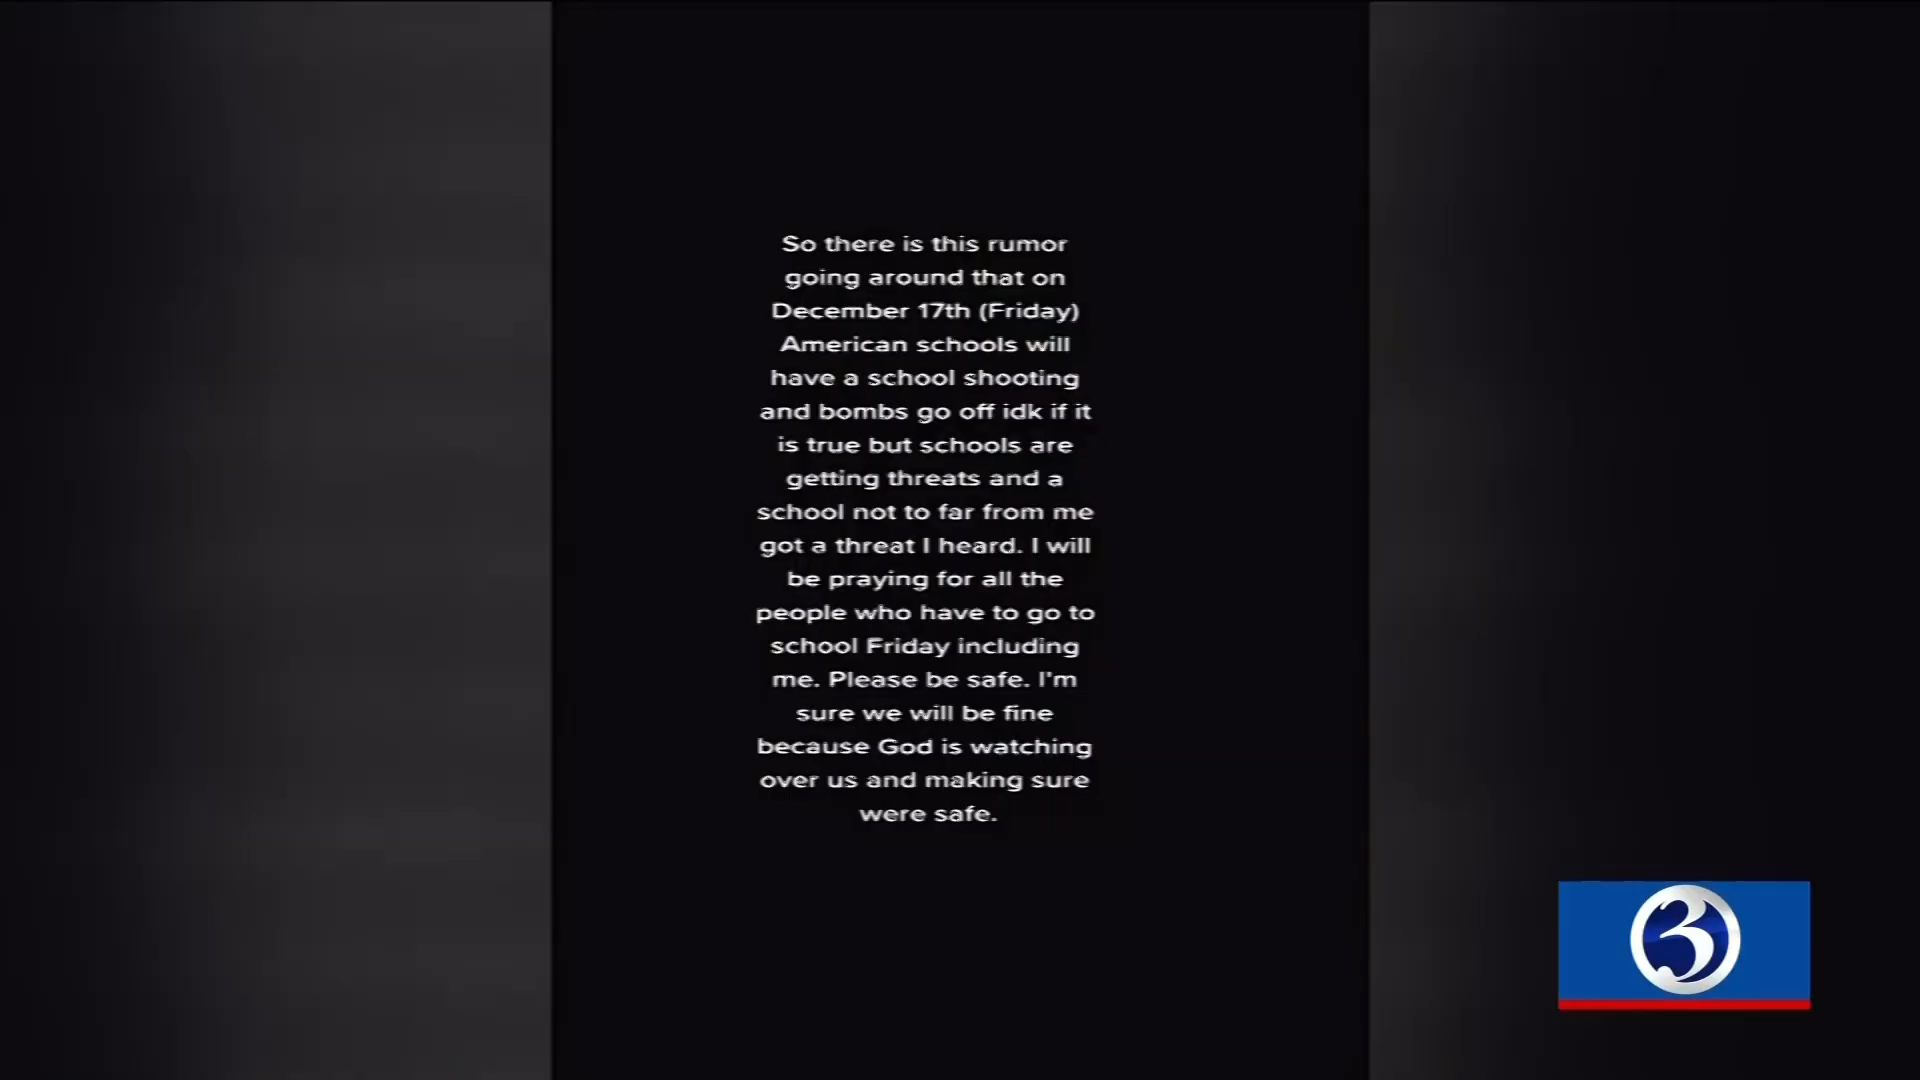 So there is this rumor
going around that on
December 17th (Friday)
American schools will
have a school shooting
and bombs go off idk if it
is true but schools are
getting threats and a
school not to far from me
got a threat I heard. I will
be praying for all the
people who have to go to
school Friday including
me. Please be safe. I'm
sure we will be fine
because God is watching
over us and making sure
were safe.
3